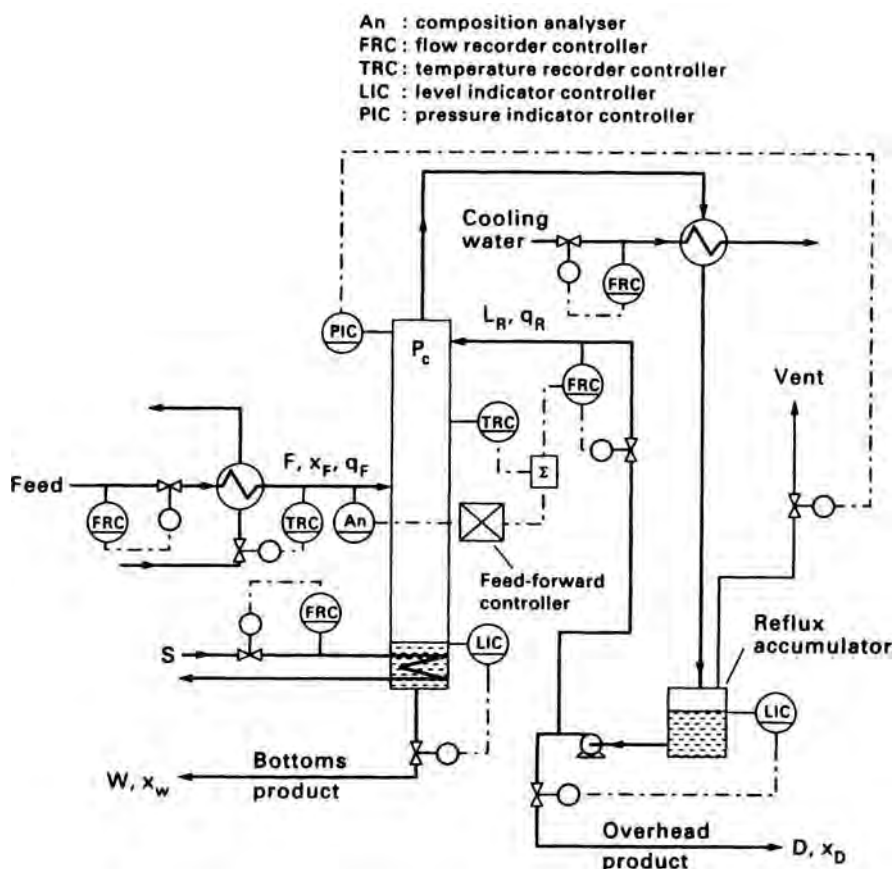 An : composition analyser
FRC : flow recorder controller
TRC : temperature recorder controller
LIC : level indicator controller
PIC : pressure indicator controller
Cooling
water
FRC
L_R, q_R
PIC
P_c
FRC
Vent
TRC
Σ
F, x_F, q_F
Feed
FRC
TRC
An
Feed-forward
controller
FRC
Reflux
accumulator
S
LIC
LIC
Bottoms
product
W, x_w
Overhead
product
D, x_D